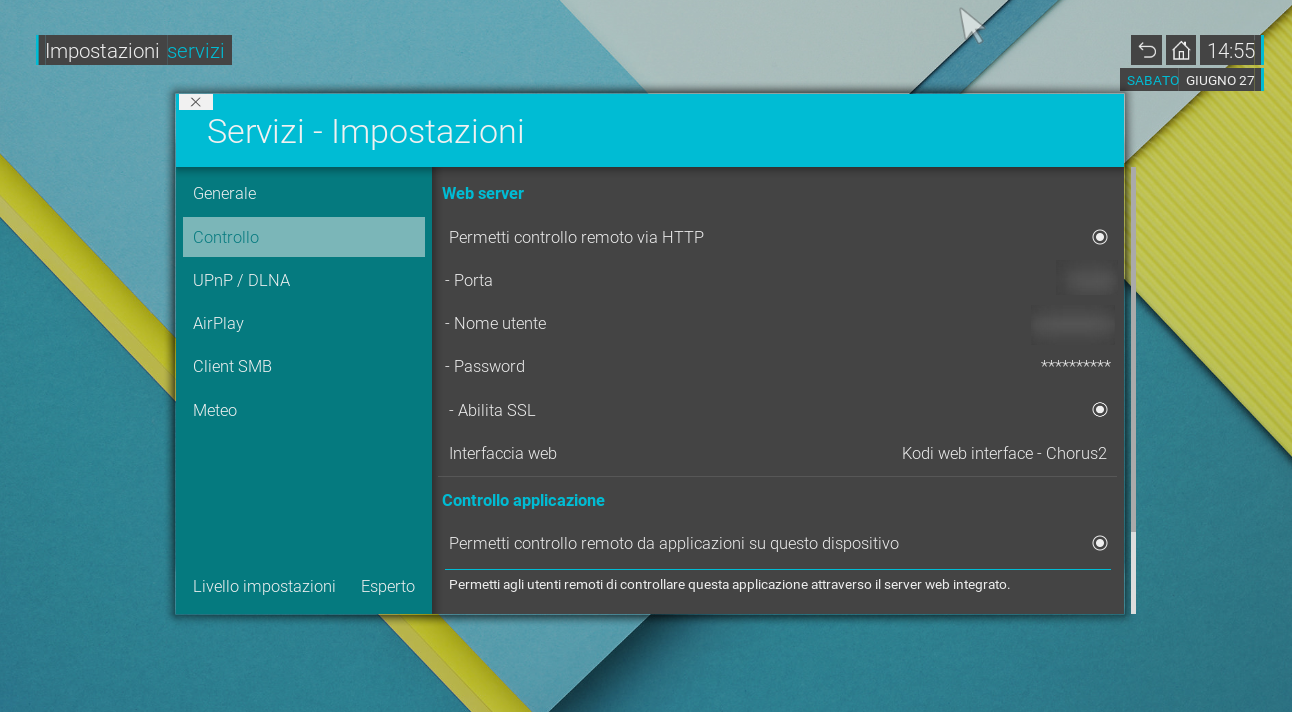 Impostazioni servizi
14:55
SABATO GIUGNO 27
Servizi - Impostazioni
Generale
Controllo
UPnP / DLNA
AirPlay
Client SMB
Meteo
Livello impostazioni Esperto
Web server
Permetti controllo remoto via HTTP
- Porta
- Nome utente
- Password **********
- Abilita SSL
Interfaccia web Kodi web interface - Chorus2
Controllo applicazione
Permetti controllo remoto da applicazioni su questo dispositivo
Permetti agli utenti remoti di controllare questa applicazione attraverso il server web integrato.